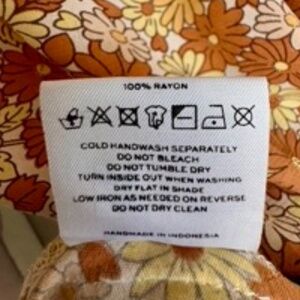 100% RAYON
COLD HANDWASH SEPARATELY
DO NOT BLEACH
DO NOT TUMBLE DRY
TURN INSIDE OUT WHEN WASHING
DRY FLAT IN SHADE
LOW IRON AS NEEDED ON REVERSE
DO NOT DRY CLEAN
HANDMADE IN INDONESIA